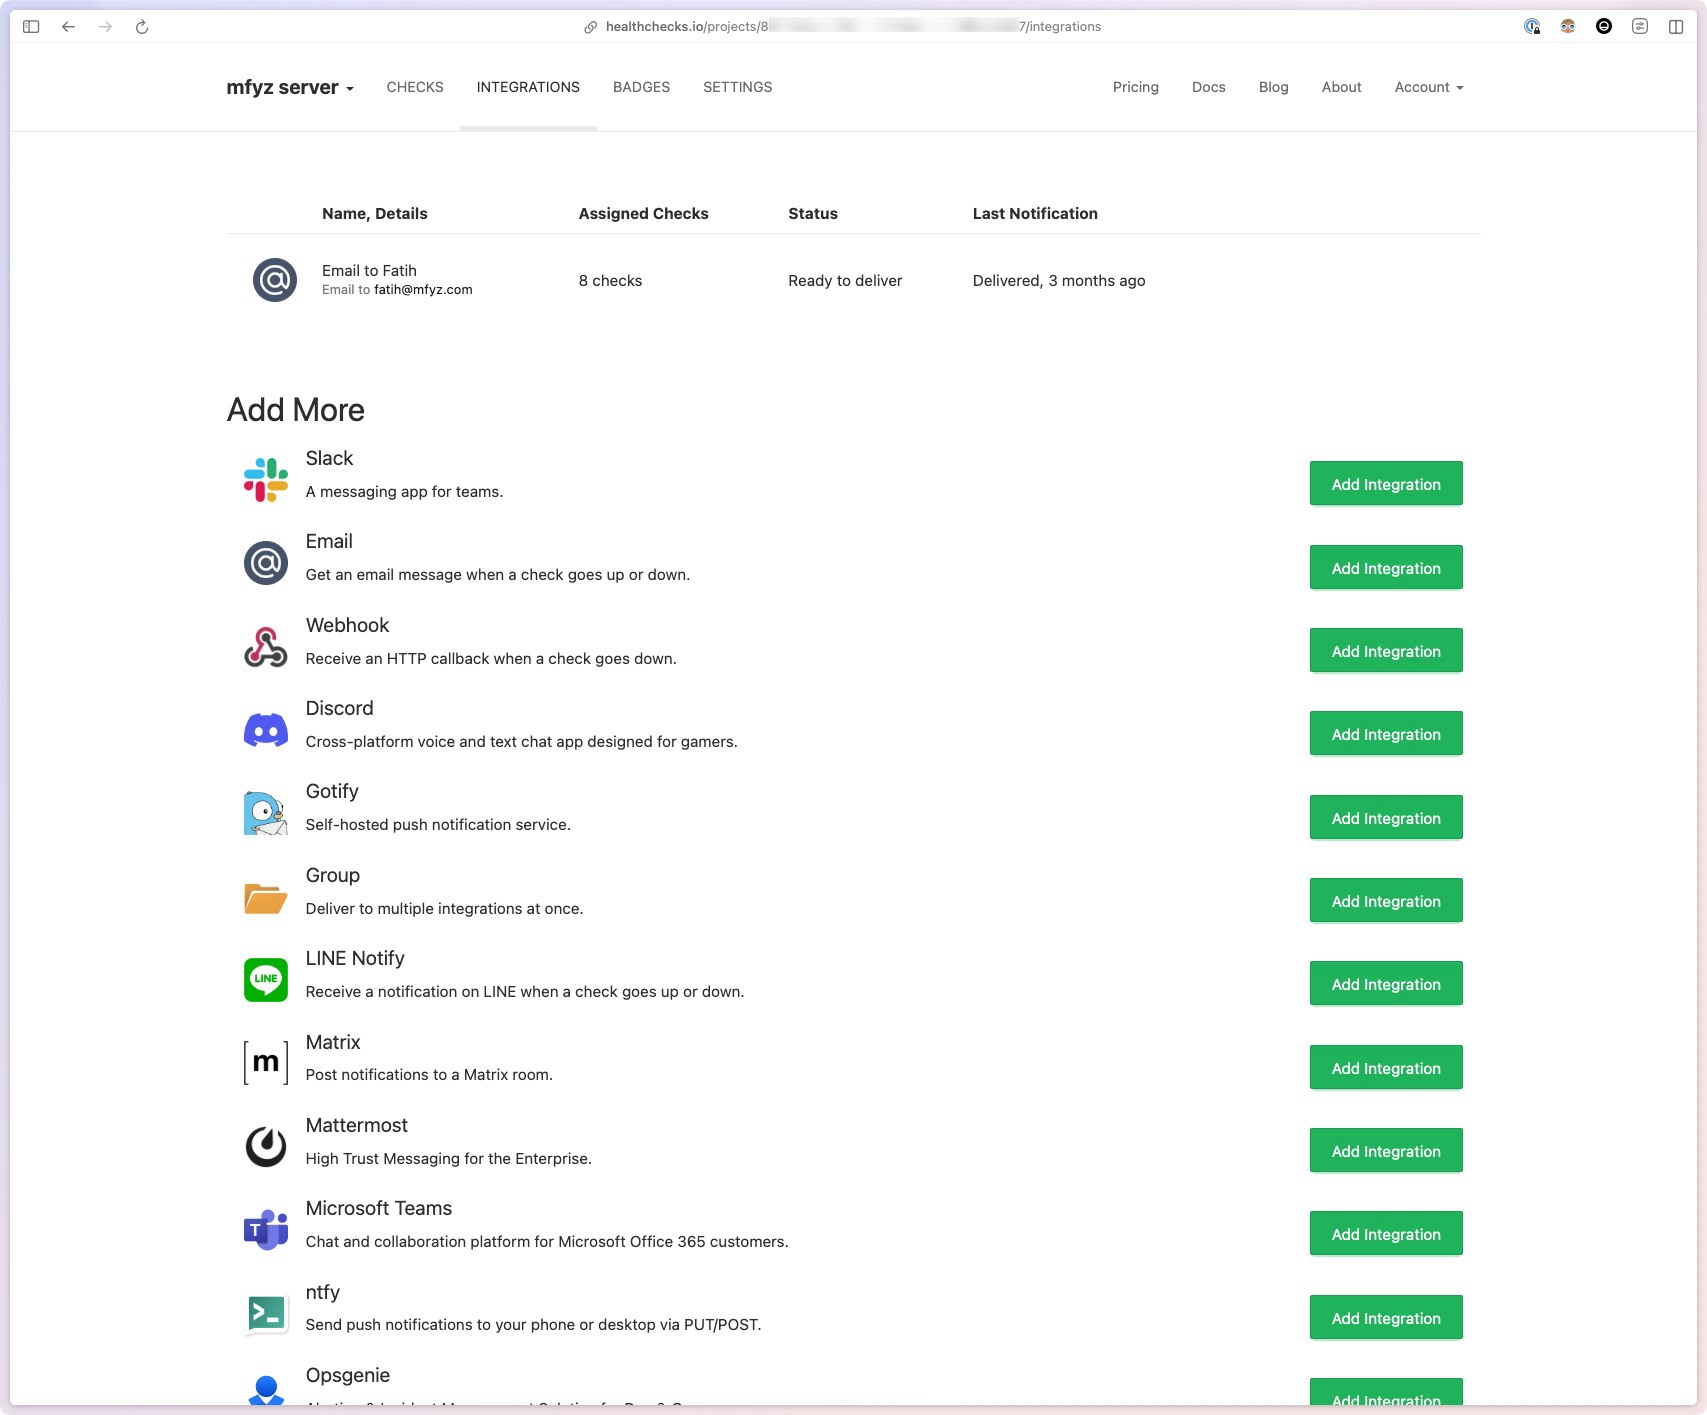 healthchecks.io/projects/8 7/integrations
mfyz server CHECKS INTEGRATIONS BADGES SETTINGS Pricing Docs Blog About Account
Name, Details Assigned Checks Status Last Notification
Email to Fatih
Email to fatih@mfyz.com
8 checks Ready to deliver Delivered, 3 months ago
Add More
Slack
A messaging app for teams.
Add Integration
Email
Get an email message when a check goes up or down.
Add Integration
Webhook
Receive an HTTP callback when a check goes down.
Add Integration
Discord
Cross-platform voice and text chat app designed for gamers.
Add Integration
Gotify
Self-hosted push notification service.
Add Integration
Group
Deliver to multiple integrations at once.
Add Integration
LINE
LINE Notify
Receive a notification on LINE when a check goes up or down.
Add Integration
[m]
Matrix
Post notifications to a Matrix room.
Add Integration
Mattermost
High Trust Messaging for the Enterprise.
Add Integration
T
Microsoft Teams
Chat and collaboration platform for Microsoft Office 365 customers.
Add Integration
ntfy
Send push notifications to your phone or desktop via PUT/POST.
Add Integration
Opsgenie
Add Integration